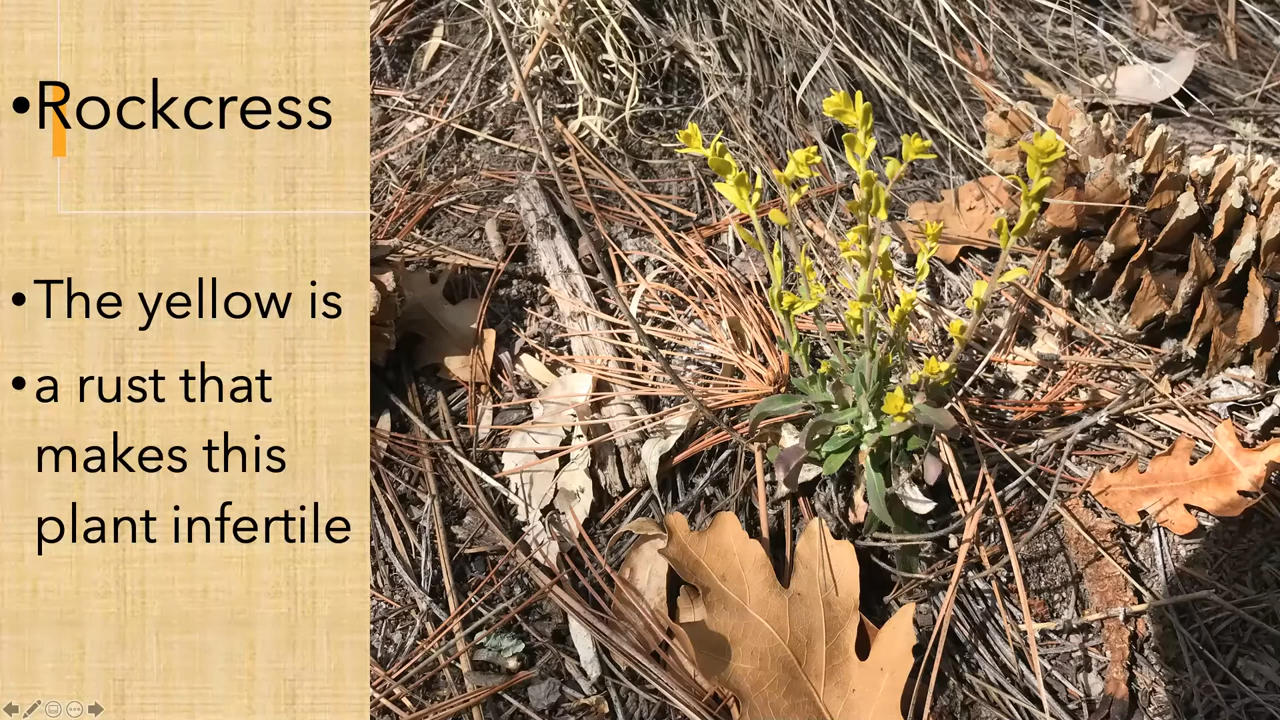 •Rockcress
•The yellow is
•a rust that
makes this
plant infertile